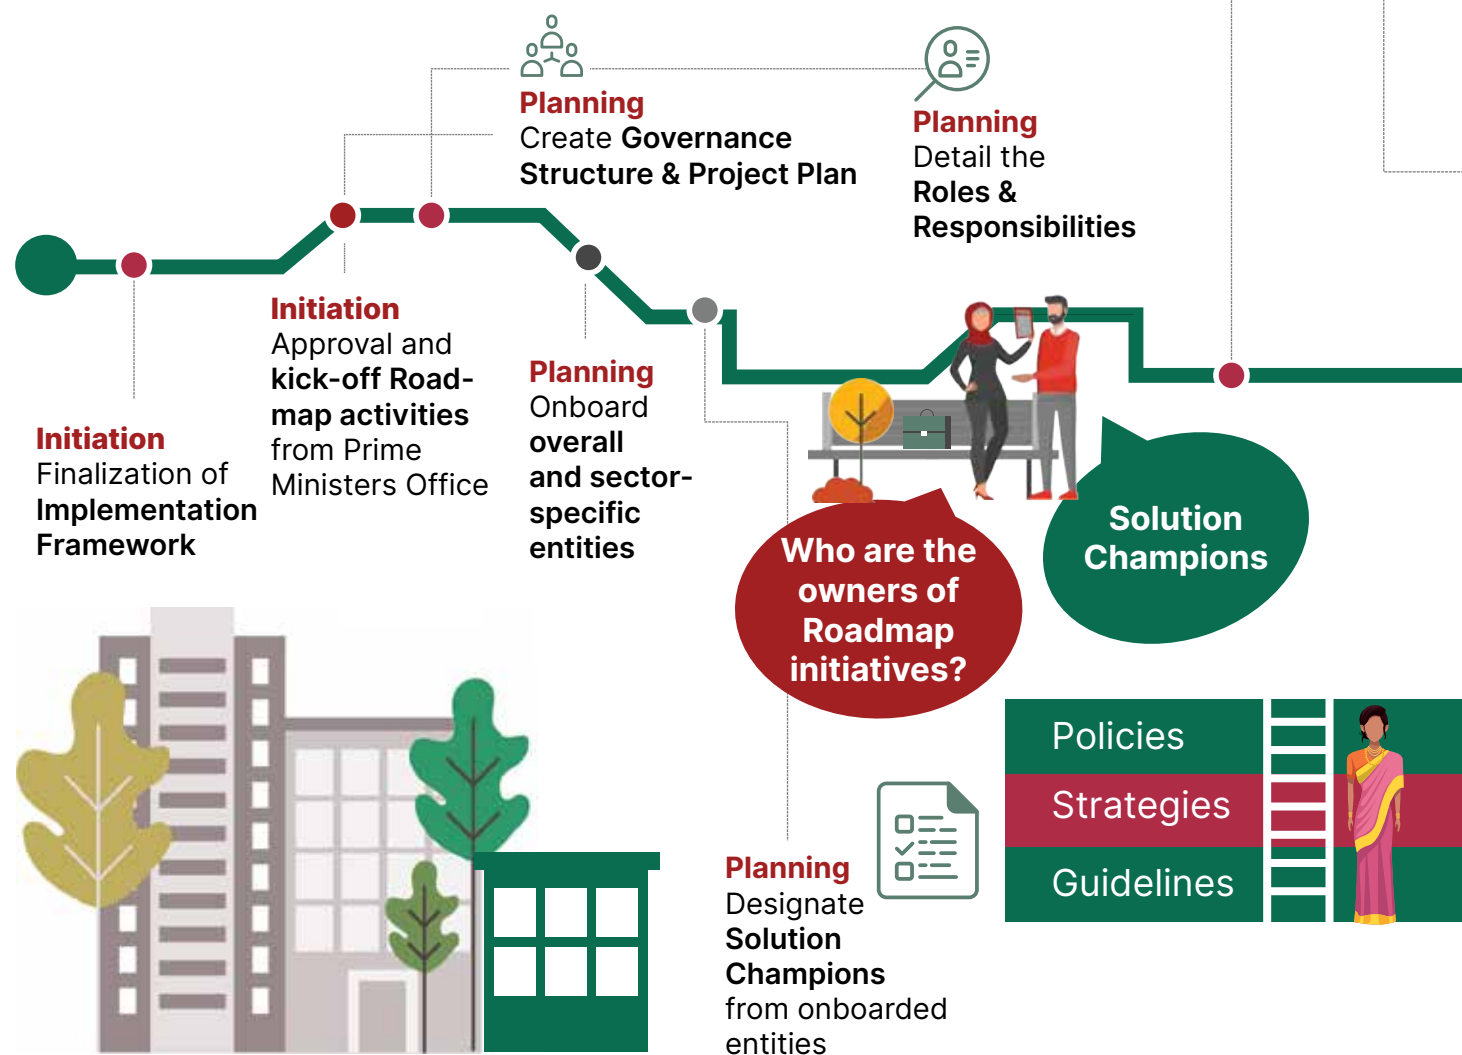 Planning
Create Governance
Structure & Project Plan
Planning
Detail the
Roles &
Responsibilities
Initiation
Approval and
kick-off Road-
map activities
from Prime
Ministers Office
Initiation
Finalization of
Implementation
Framework
Planning
Onboard
overall
and sector-
specific
entities
Who are the
owners of
Roadmap
initiatives?
Solution
Champions
Policies
Strategies
Guidelines
Planning
Designate
Solution
Champions
from onboarded
entities